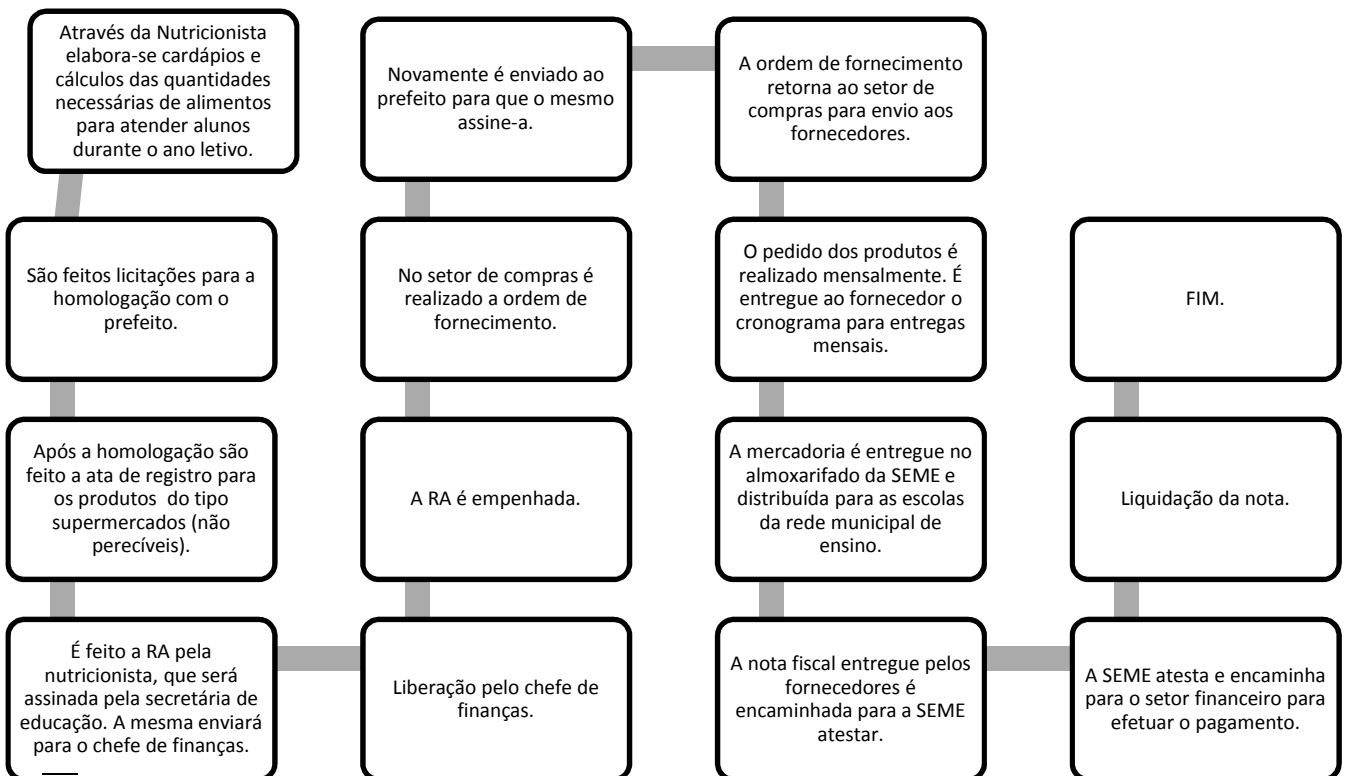 Através da Nutricionista
elabora-se cardápios e
cálculos das quantidades
necessárias de alimentos
para atender alunos
durante o ano letivo.
São feitos licitações para a
homologação com o
prefeito.
Após a homologação são
feito a ata de registro para
os produtos do tipo
supermercados (não
perecíveis).
É feito a RA pela
nutricionista, que será
assinada pela secretária de
educação. A mesma enviará
para o chefe de finanças.
Liberação pelo chefe de
finanças.
A RA é empenhada.
No setor de compras é
realizado a ordem de
fornecimento.
Novamente é enviado ao
prefeito para que o mesmo
assine-a.
A ordem de fornecimento
retorna ao setor de
compras para envio aos
fornecedores.
O pedido dos produtos é
realizado mensalmente. É
entregue ao fornecedor o
cronograma para entregas
mensais.
A mercadoria é entregue no
almoxarifado da SEME e
distribuída para as escolas
da rede municipal de
ensino.
A nota fiscal entregue pelos
fornecedores é
encaminhada para a SEME
atestar.
A SEME atesta e encaminha
para o setor financeiro para
efetuar o pagamento.
Liquidação da nota.
FIM.